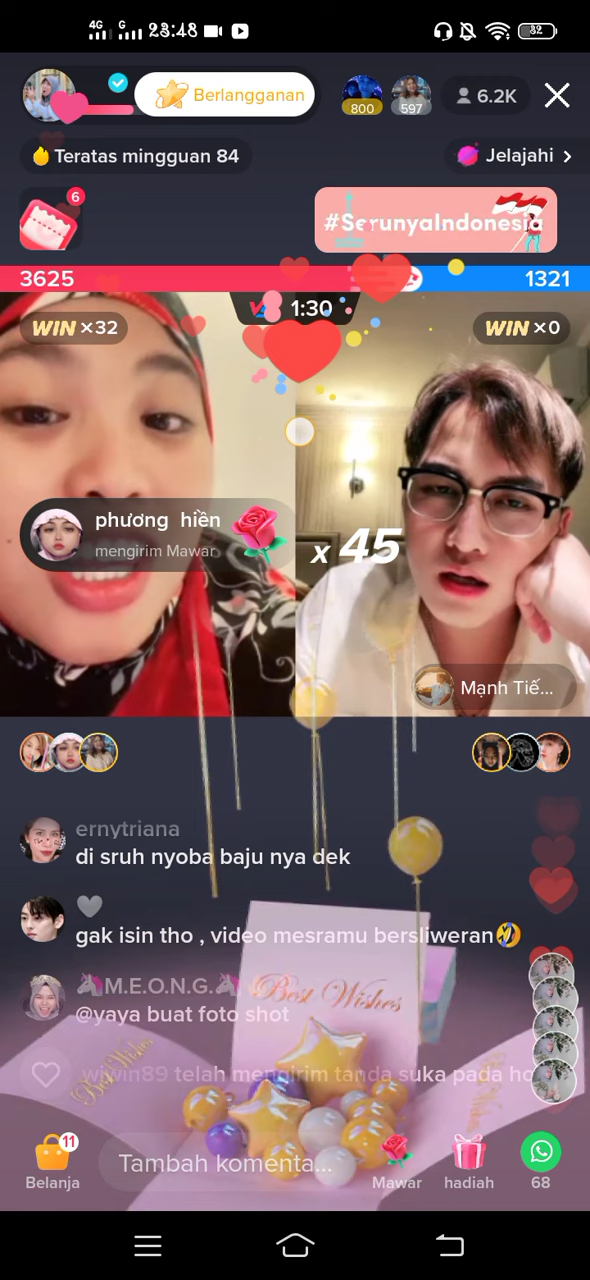 4G G 23:48 32
Berlangganan 800 597 6.2K
Teratas mingguan 84 Jelajahi
6 #SerunyaIndonesia
3625 1321
1:30
WIN ×32 WIN ×0
phương hiền
mengirim Mawar
x 45
Mạnh Tiế...
ernytriana
di sruh nyoba baju nya dek
gak isin tho , video mesramu bersliweran🤣
🦄M.E.O.N.G.🦄
Best Wishes
@yaya buat foto shot
Best Wishes
wiwin89 telah mengirim tanda suka pada ho
11 Tambah komenta...
Belanja Mawar hadiah 68